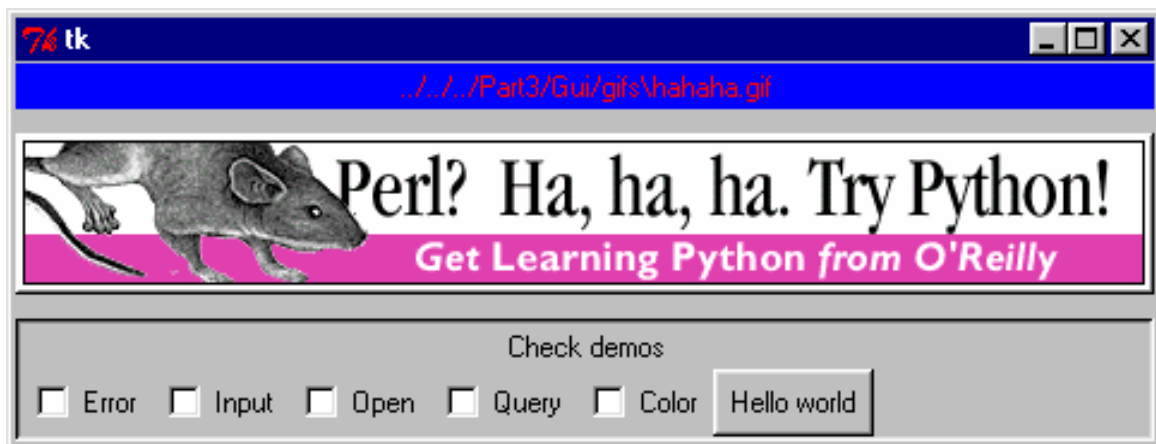 tk
../../../Part3/Gui/gifs\hahaha.gif
Perl? Ha, ha, ha. Try Python!
Get Learning Python from O'Reilly
Check demos
Error Input Open Query Color Hello world